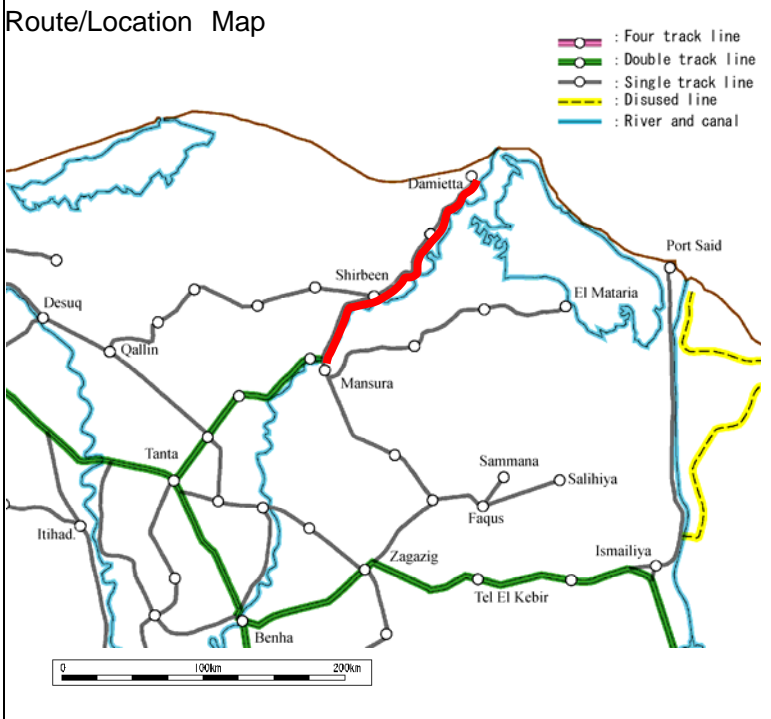 Route/Location Map
: Four track line
: Double track line
: Single track line
: Disused line
: River and canal
Damietta
Port Said
Shirbeen
El Mataria
Desuq
Qallin
Mansura
Tanta
Sammana
Salihiya
Faqus
Itihad.
Zagazig
Ismailiya
Tel El Kebir
Benha
0 100km 200km